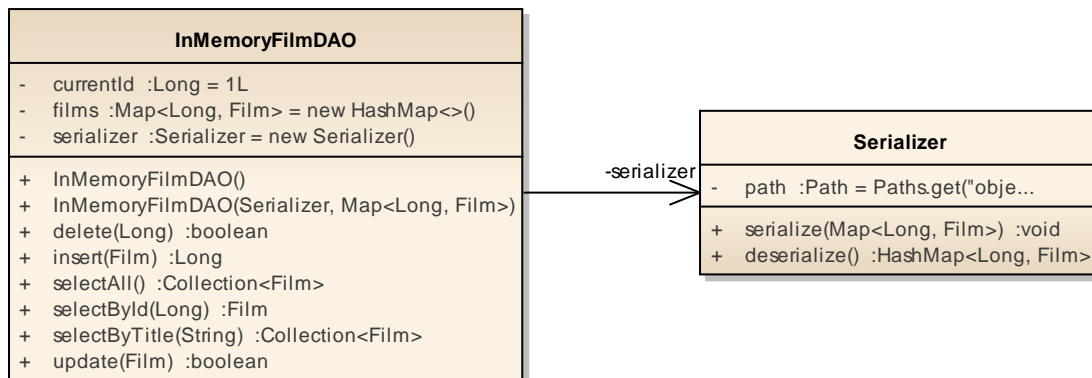 InMemoryFilmDAO
- currentId :Long = 1L
- films :Map<Long, Film> = new HashMap<>()
- serializer :Serializer = new Serializer()
+ InMemoryFilmDAO()
+ InMemoryFilmDAO(Serializer, Map<Long, Film>)
+ delete(Long) :boolean
+ insert(Film) :Long
+ selectAll() :Collection<Film>
+ selectById(Long) :Film
+ selectByTitle(String) :Collection<Film>
+ update(Film) :boolean
-serializer
Serializer
- path :Path = Paths.get("obje...
+ serialize(Map<Long, Film>) :void
+ deserialize() :HashMap<Long, Film>